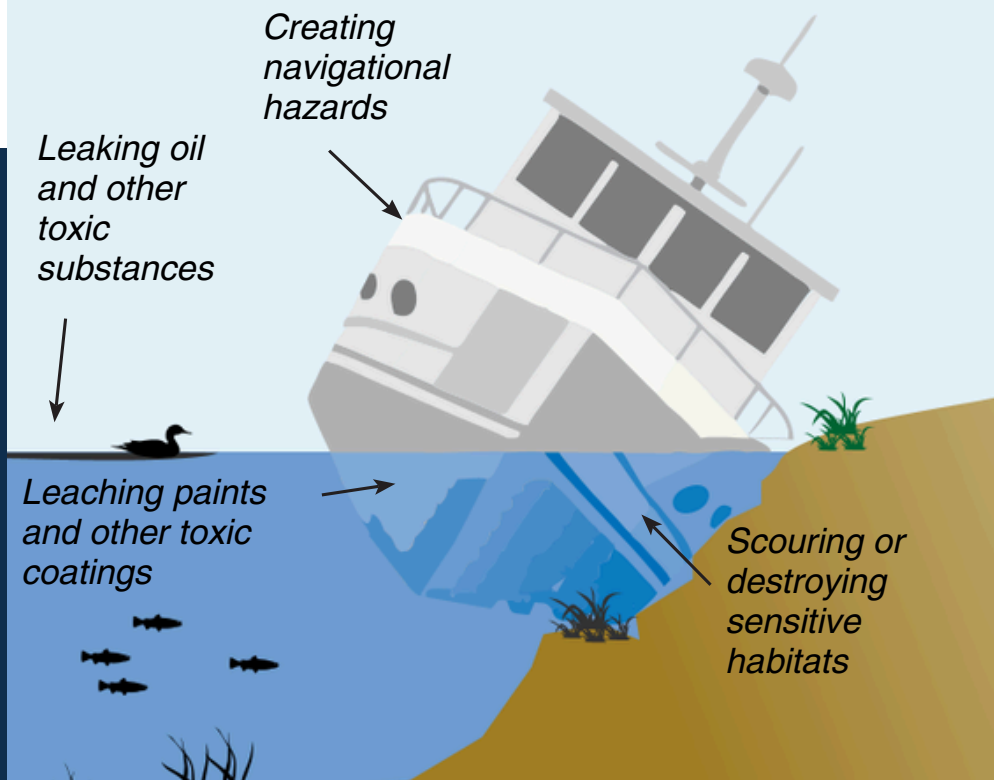 Creating
navigational
hazards
Leaking oil
and other
toxic
substances
Leaching paints
and other toxic
coatings
Scouring or
destroying
sensitive
habitats